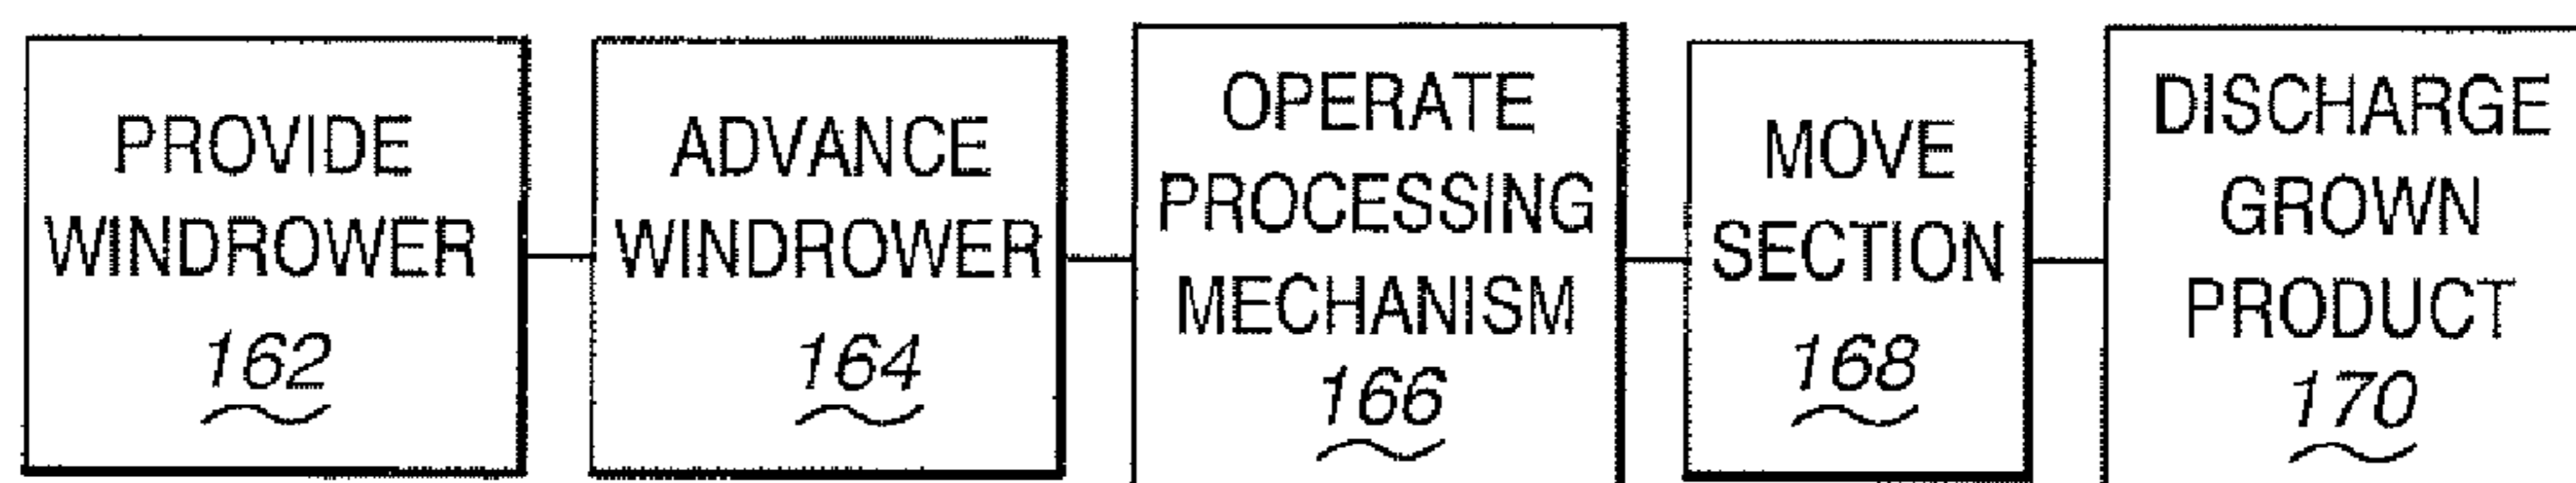 PROVIDE
WINDROWER
162
ADVANCE
WINDROWER
164
OPERATE
PROCESSING
MECHANISM
166
MOVE
SECTION
168
DISCHARGE
GROWN
PRODUCT
170